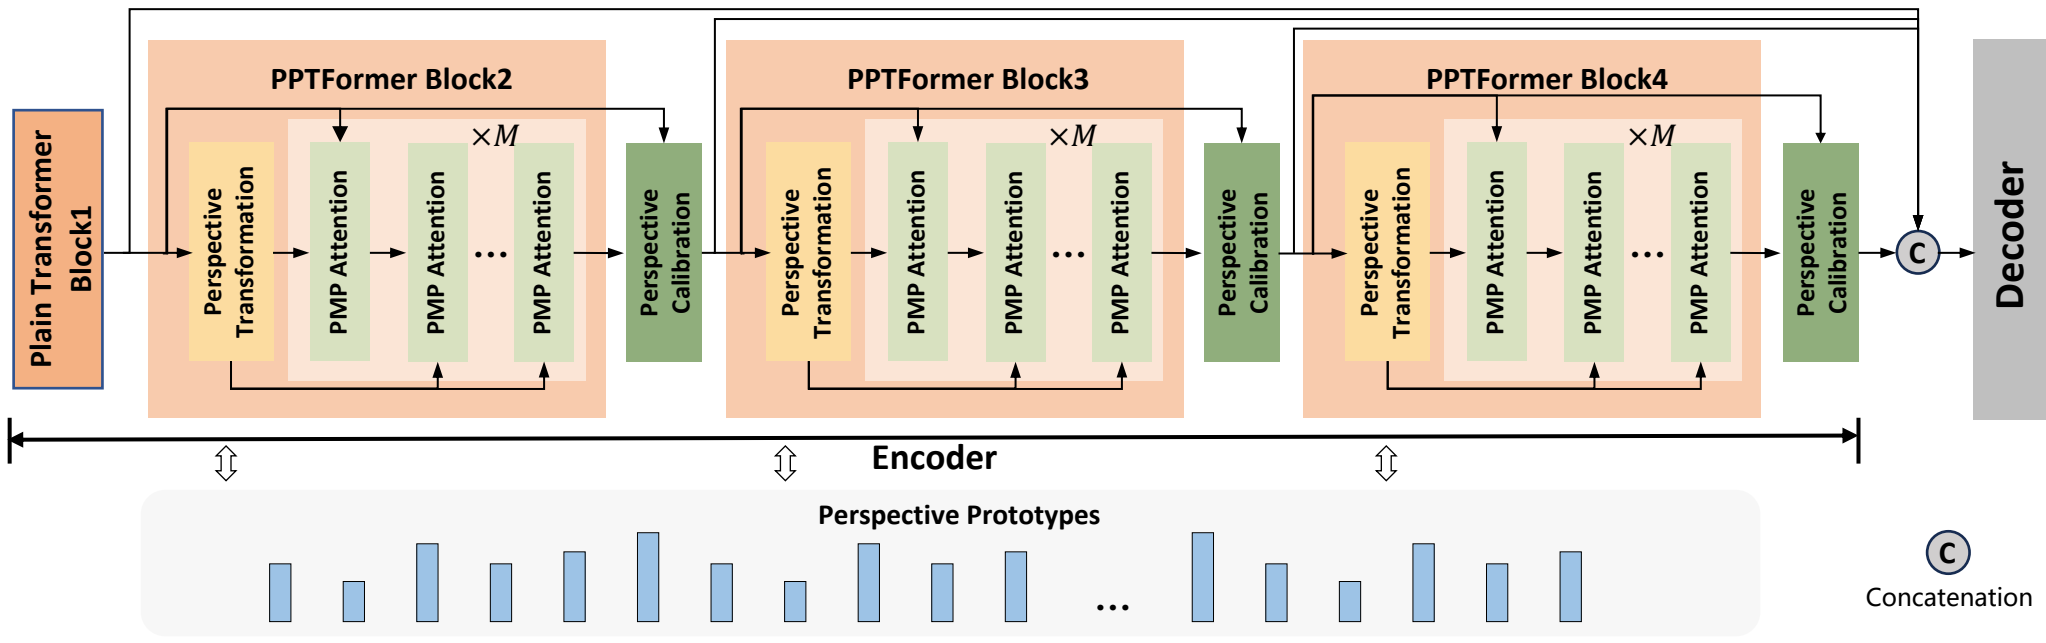 PPTFormer Block2
PPTFormer Block3
PPTFormer Block4
Plain Transformer
Block1
×M
Perspective
Transformation
PMP Attention
PMP Attention
...
PMP Attention
Perspective
Calibration
×M
Perspective
Transformation
PMP Attention
PMP Attention
...
PMP Attention
Perspective
Calibration
×M
Perspective
Transformation
PMP Attention
PMP Attention
...
PMP Attention
Perspective
Calibration
C
Decoder
Encoder
Perspective Prototypes
...
C
Concatenation